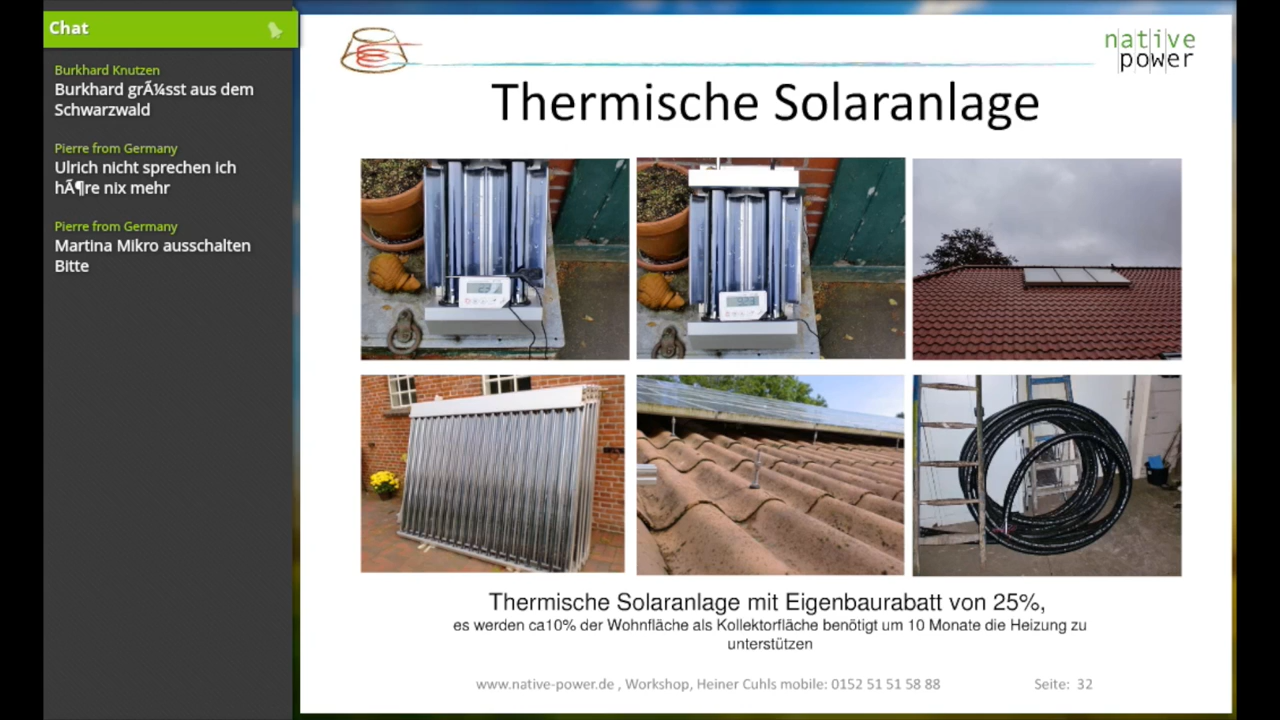 Chat
Burkhard Knutzen
Burkhard grÃ¼sst aus dem
Schwarzwald
Pierre from Germany
Ulrich nicht sprechen ich
hÃ¶re nix mehr
Pierre from Germany
Martina Mikro ausschalten
Bitte
native
power
Thermische Solaranlage
Thermische Solaranlage mit Eigenbaurabatt von 25%,
es werden ca10% der Wohnfläche als Kollektorfläche benötigt um 10 Monate die Heizung zu
unterstützen
www.native-power.de , Workshop, Heiner Cuhls mobile: 0152 51 51 58 88
Seite: 32